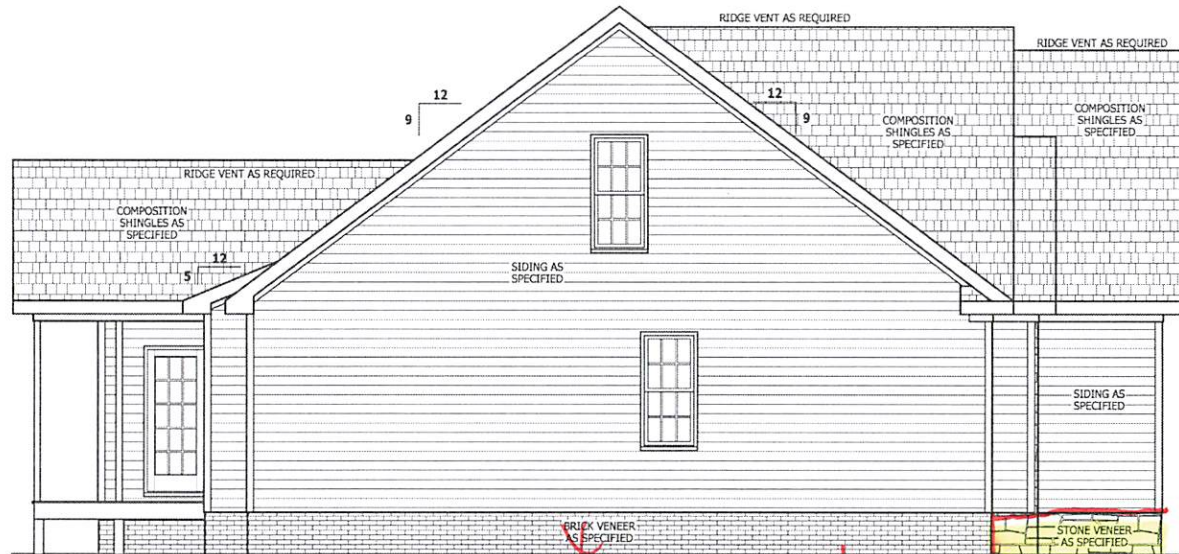 RIDGE VENT AS REQUIRED
RIDGE VENT AS REQUIRED
12
9
12
9
COMPOSITION
SHINGLES AS
SPECIFIED
COMPOSITION
SHINGLES AS
SPECIFIED
RIDGE VENT AS REQUIRED
COMPOSITION
SHINGLES AS
SPECIFIED
12
5
SIDING AS
SPECIFIED
SIDING AS
SPECIFIED
BRICK VENEER
AS SPECIFIED
STONE VENEER
AS SPECIFIED